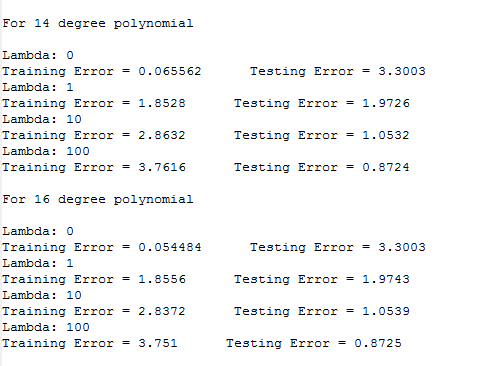 For 14 degree polynomial
Lambda: 0
Training Error = 0.065562      Testing Error = 3.3003
Lambda: 1
Training Error = 1.8528      Testing Error = 1.9726
Lambda: 10
Training Error = 2.8632      Testing Error = 1.0532
Lambda: 100
Training Error = 3.7616      Testing Error = 0.8724
For 16 degree polynomial
Lambda: 0
Training Error = 0.054484      Testing Error = 3.3003
Lambda: 1
Training Error = 1.8556      Testing Error = 1.9743
Lambda: 10
Training Error = 2.8372      Testing Error = 1.0539
Lambda: 100
Training Error = 3.751      Testing Error = 0.8725